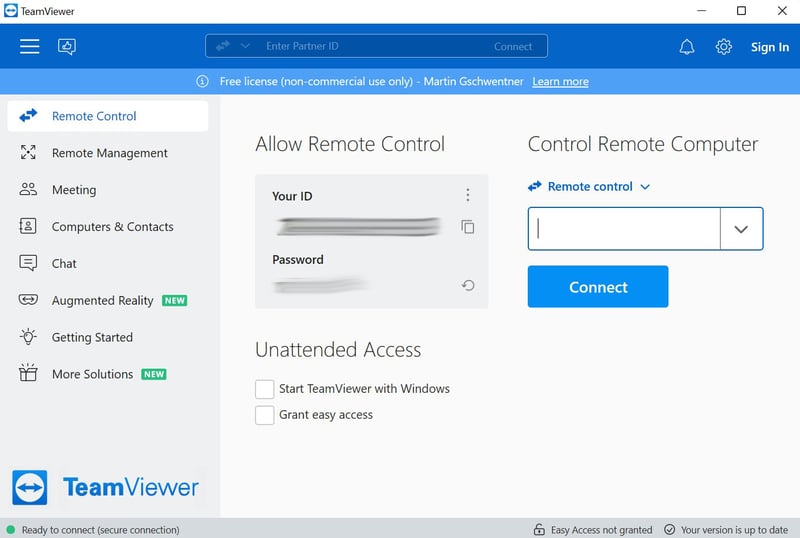 TeamViewer
Enter Partner ID
Connect
Sign In
Free license (non-commercial use only) - Martin Gschwentner Learn more
Remote Control
Remote Management
Meeting
Computers & Contacts
Chat
Augmented Reality NEW
Getting Started
More Solutions NEW
TeamViewer
Allow Remote Control
Your ID
Password
Unattended Access
Start TeamViewer with Windows
Grant easy access
Control Remote Computer
Remote control
Connect
Ready to connect (secure connection)
Easy Access not granted
Your version is up to date